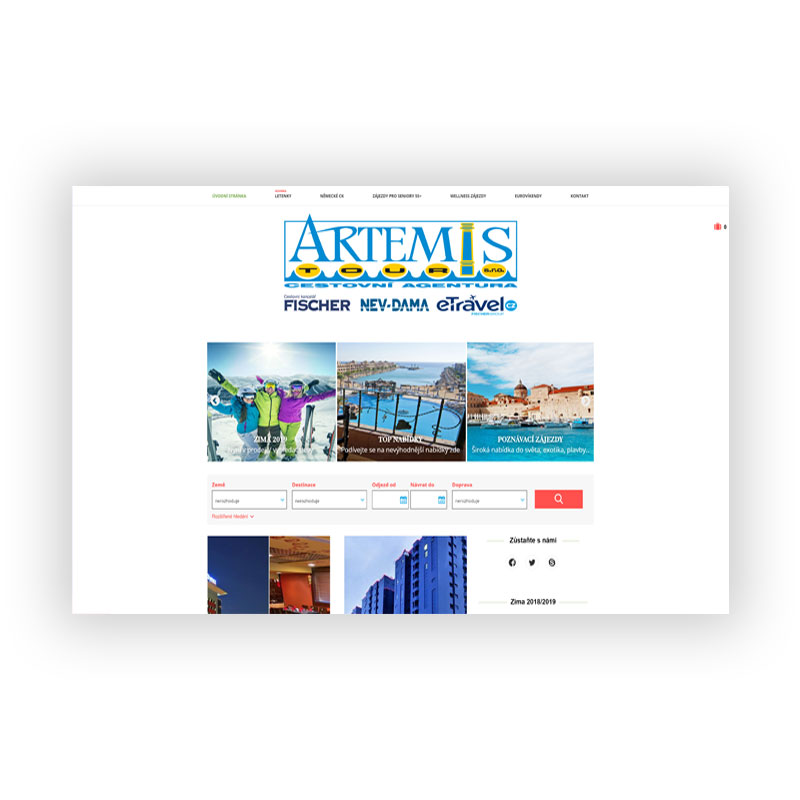 ÚVODNÍ STRÁNKA
LETENKY
NĚMECKÉ CK
ZÁJEZDY PRO SENIORY 55+
WELLNESS ZÁJEZDY
EUROVÍKENDY
KONTAKT
0
ARTEMIS
TOUR s.r.o.
CESTOVNÍ AGENTURA
Cestovní kancelář
FISCHER NEV-DAMA eTravel cz
FISCHER GROUP
ZIMA 2019
TOP NABÍDKY
Podívejte se na nevýhodnější nabídky zde
POZNÁVACÍ ZÁJEZDY
Široká nabídka do světa, exotika, plavby...
Země
Destinace
Odjezd od
Návrat do
Doprava
nerozhoduje
nerozhoduje
nerozhoduje
Rozšířené hledání
Zůstaňte s námi
Zima 2018/2019